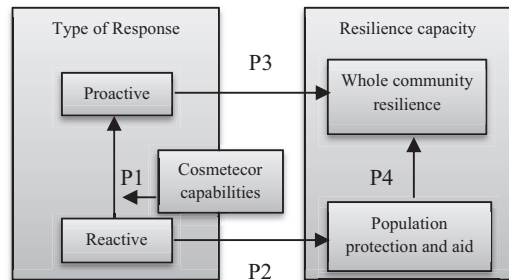 Type of Response
Resilience capacity
P3
Proactive
Whole community
resilience
Cosmetecor
capabilities
P1
P4
Reactive
Population
protection and aid
P2